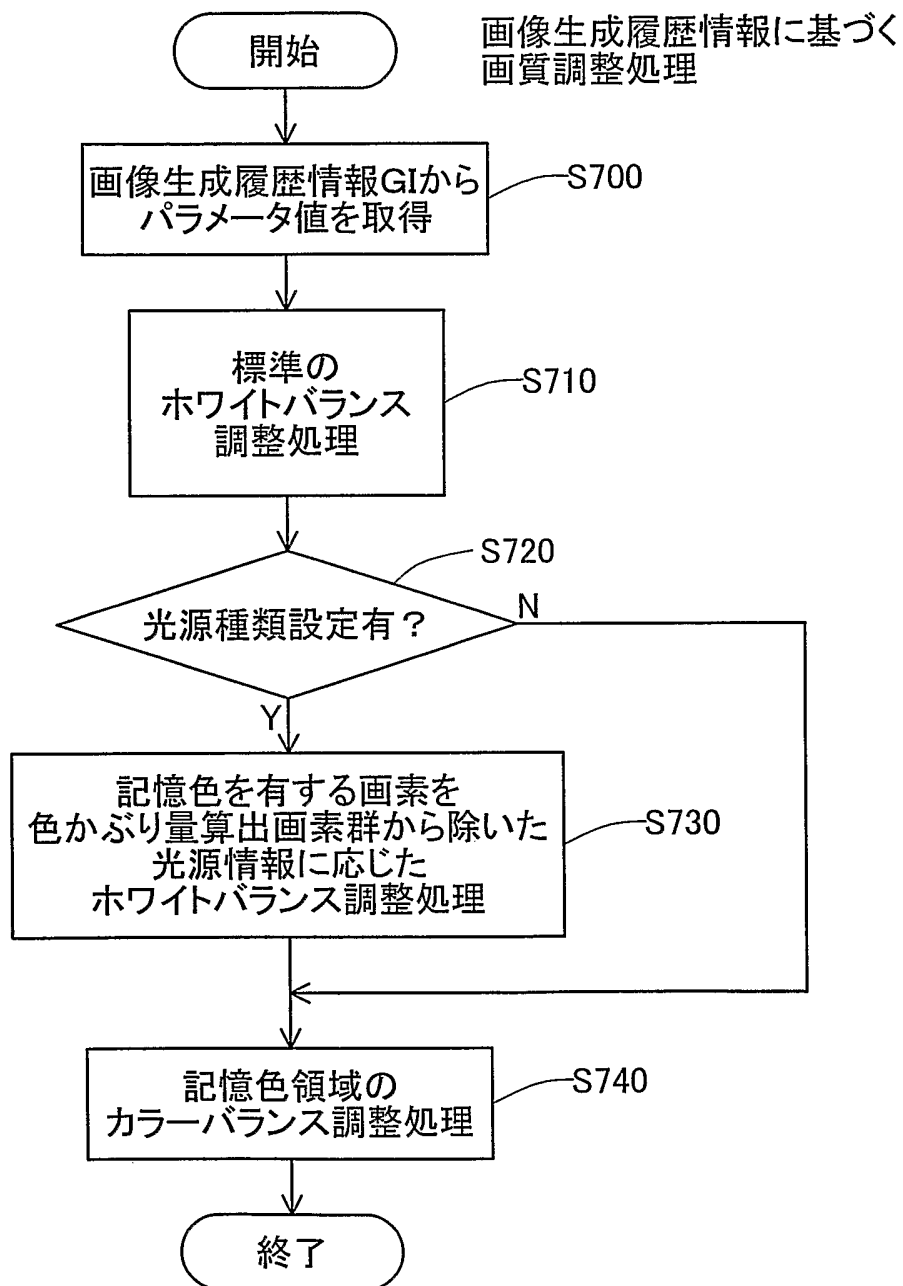 開始
画像生成履歴情報に基づく
画質調整処理
画像生成履歴情報GIから
パラメータ値を取得
S700
標準の
ホワイトバランス
調整処理
S710
S720
光源種類設定有？
N
Y
記憶色を有する画素を
色かぶり量算出画素群から除いた
光源情報に応じた
ホワイトバランス調整処理
S730
記憶色領域の
カラーバランス調整処理
S740
終了